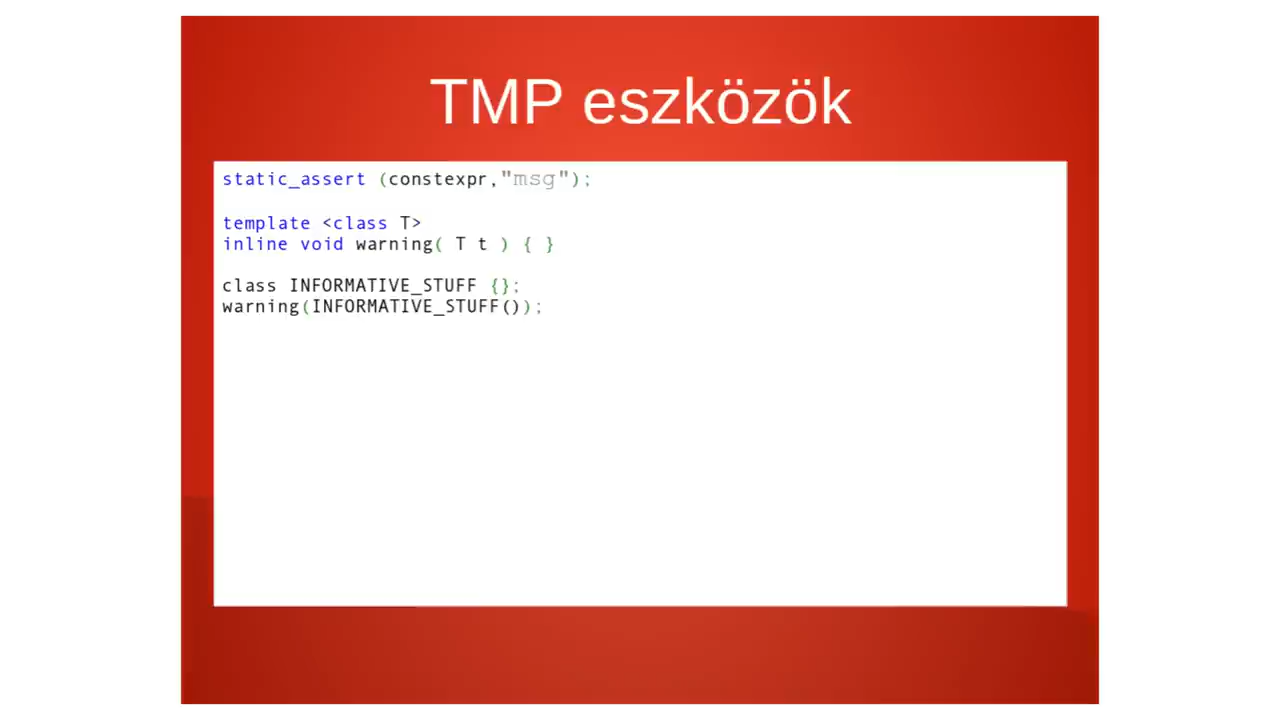 TMP eszközök
static_assert (constexpr,"msg");
template <class T>
inline void warning( T t ) { }
class INFORMATIVE_STUFF {};
warning(INFORMATIVE_STUFF());